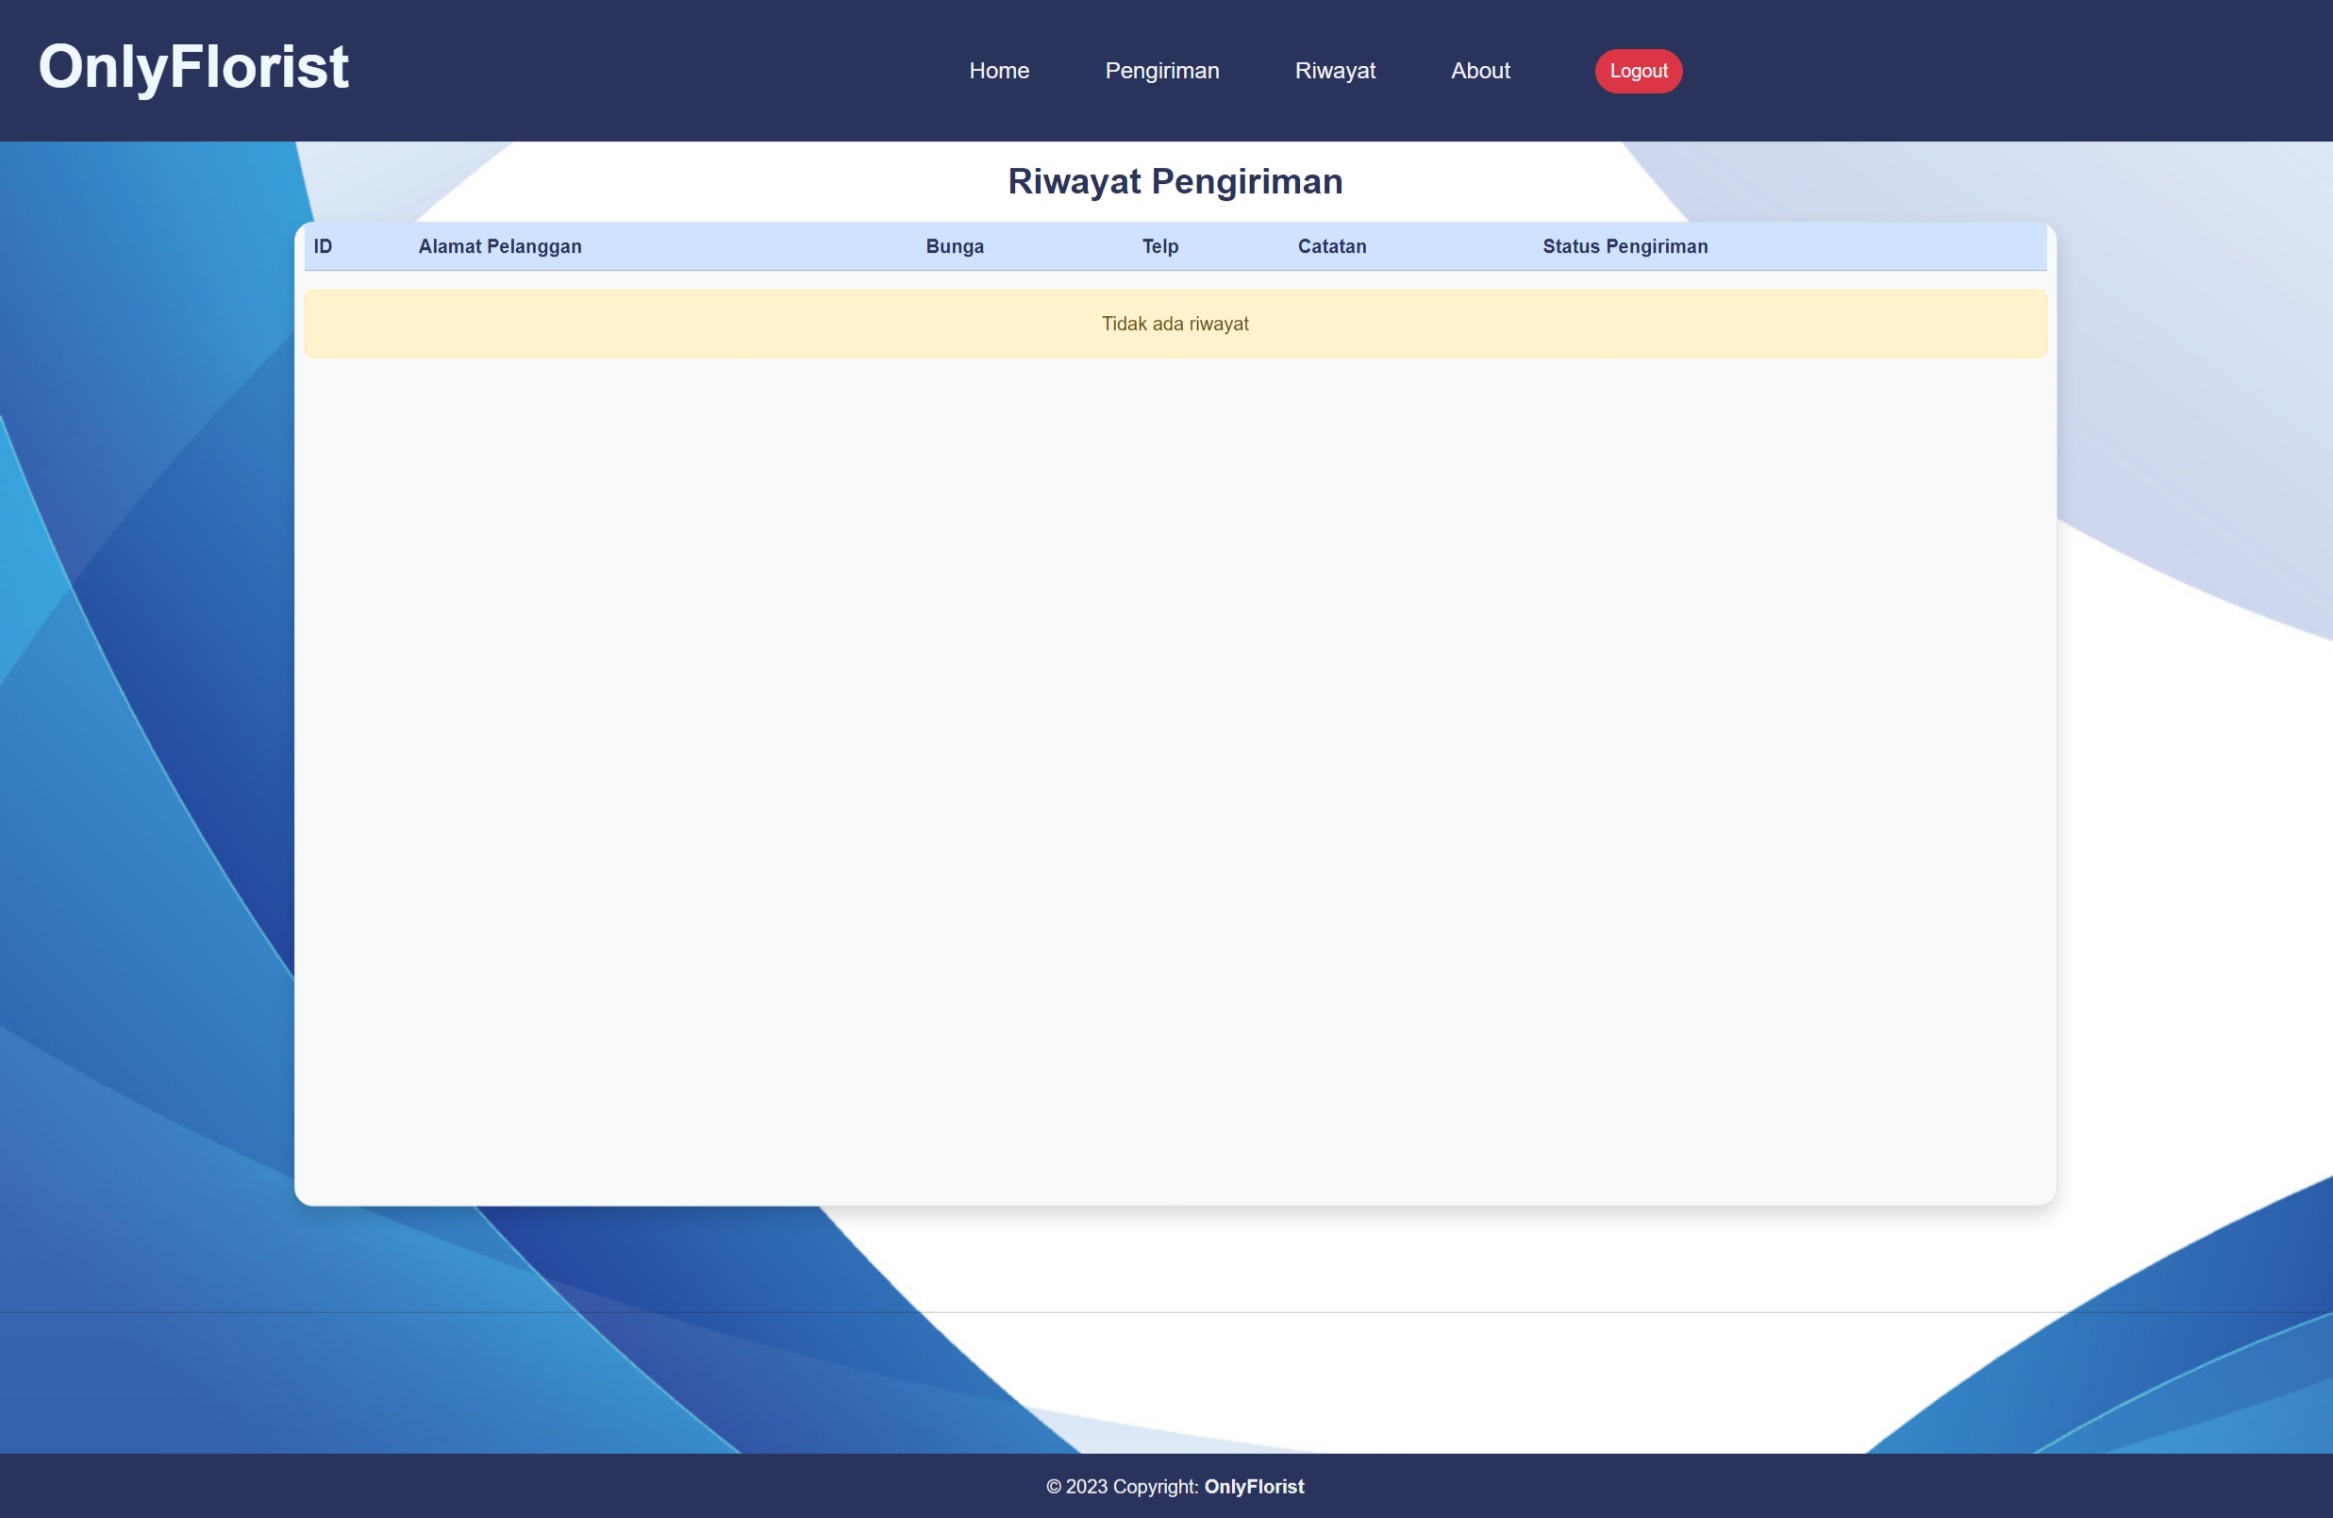 OnlyFlorist
Home Pengiriman Riwayat About Logout
Riwayat Pengiriman
ID Alamat Pelanggan Bunga Telp Catatan Status Pengiriman
Tidak ada riwayat
© 2023 Copyright: OnlyFlorist